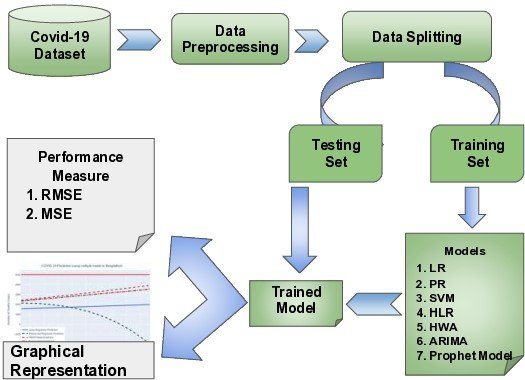 Covid-19
Dataset
Data
Preprocessing
Data Splitting
Testing
Set
Training
Set
Performance
Measure
1. RMSE
2. MSE
Models
1. LR
2. PR
3. SVM
4. HLR
5. HWA
6. ARIMA
7. Prophet Model
Trained
Model
Graphical
Representation